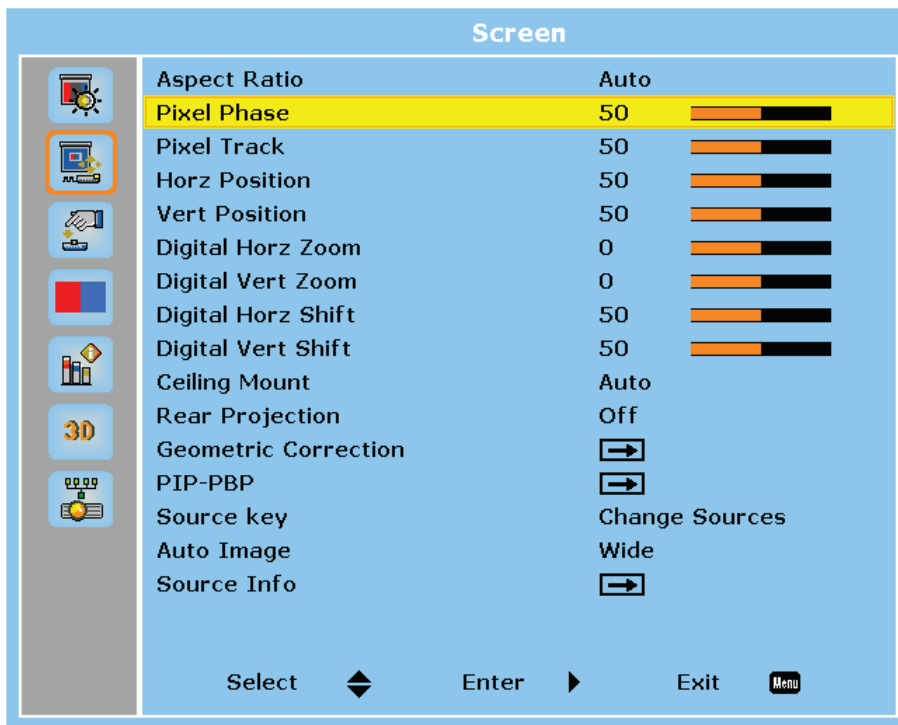 Screen
Aspect Ratio Auto
Pixel Phase 50
Pixel Track 50
Horz Position 50
Vert Position 50
Digital Horz Zoom 0
Digital Vert Zoom 0
Digital Horz Shift 50
Digital Vert Shift 50
Ceiling Mount Auto
Rear Projection Off
3D
Geometric Correction
PIP-PBP
Source key Change Sources
Auto Image Wide
Source Info
Select Enter Exit Menu